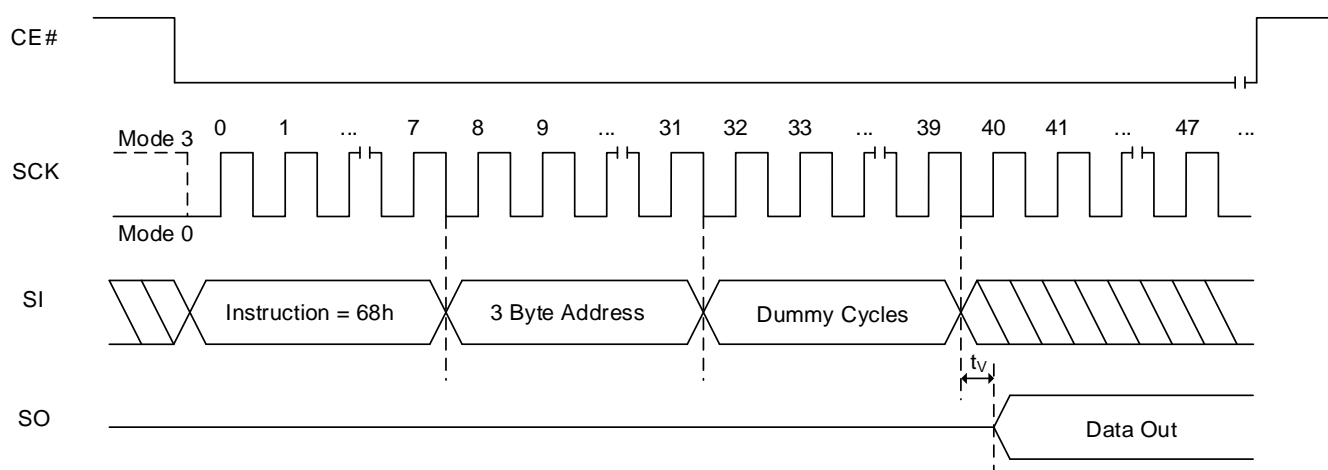 CE#
Mode 3 0 1 ... 7 8 9 ... 31 32 33 ... 39 40 41 ... 47 ...
SCK
Mode 0
SI Instruction = 68h 3 Byte Address Dummy Cycles
tV
SO Data Out